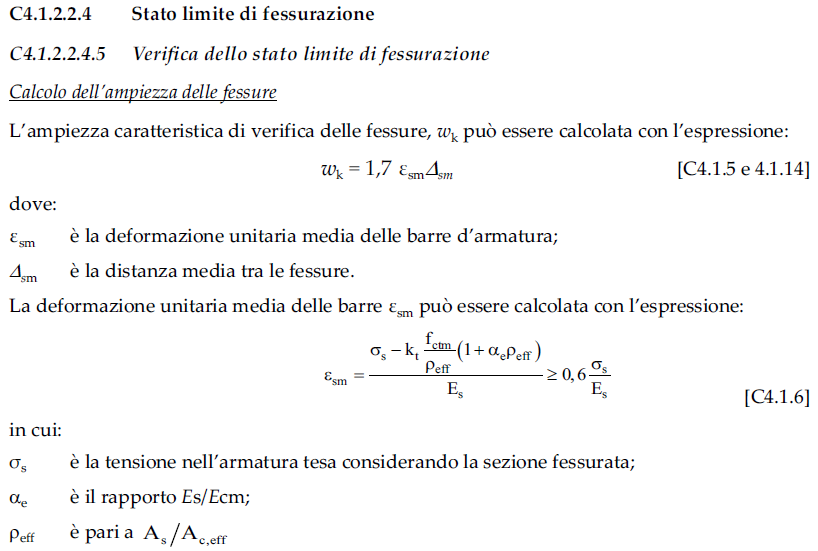 C4.1.2.2.4 Stato limite di fessurazione
C4.1.2.2.4.5 Verifica dello stato limite di fessurazione
Calcolo dell'ampiezza delle fessure
L'ampiezza caratteristica di verifica delle fessure, wk può essere calcolata con l'espressione:
wk = 1,7 εsmΔsm [C4.1.5 e 4.1.14]
dove:
εsm è la deformazione unitaria media delle barre d'armatura;
Δsm è la distanza media tra le fessure.
La deformazione unitaria media delle barre εsm può essere calcolata con l'espressione:
εsm = (σs − kt fctm/ρeff (1 + αeρeff)) / Es ≥ 0,6 σs/Es [C4.1.6]
in cui:
σs è la tensione nell'armatura tesa considerando la sezione fessurata;
αe è il rapporto Es/Ecm;
ρeff è pari a As/Ac,eff